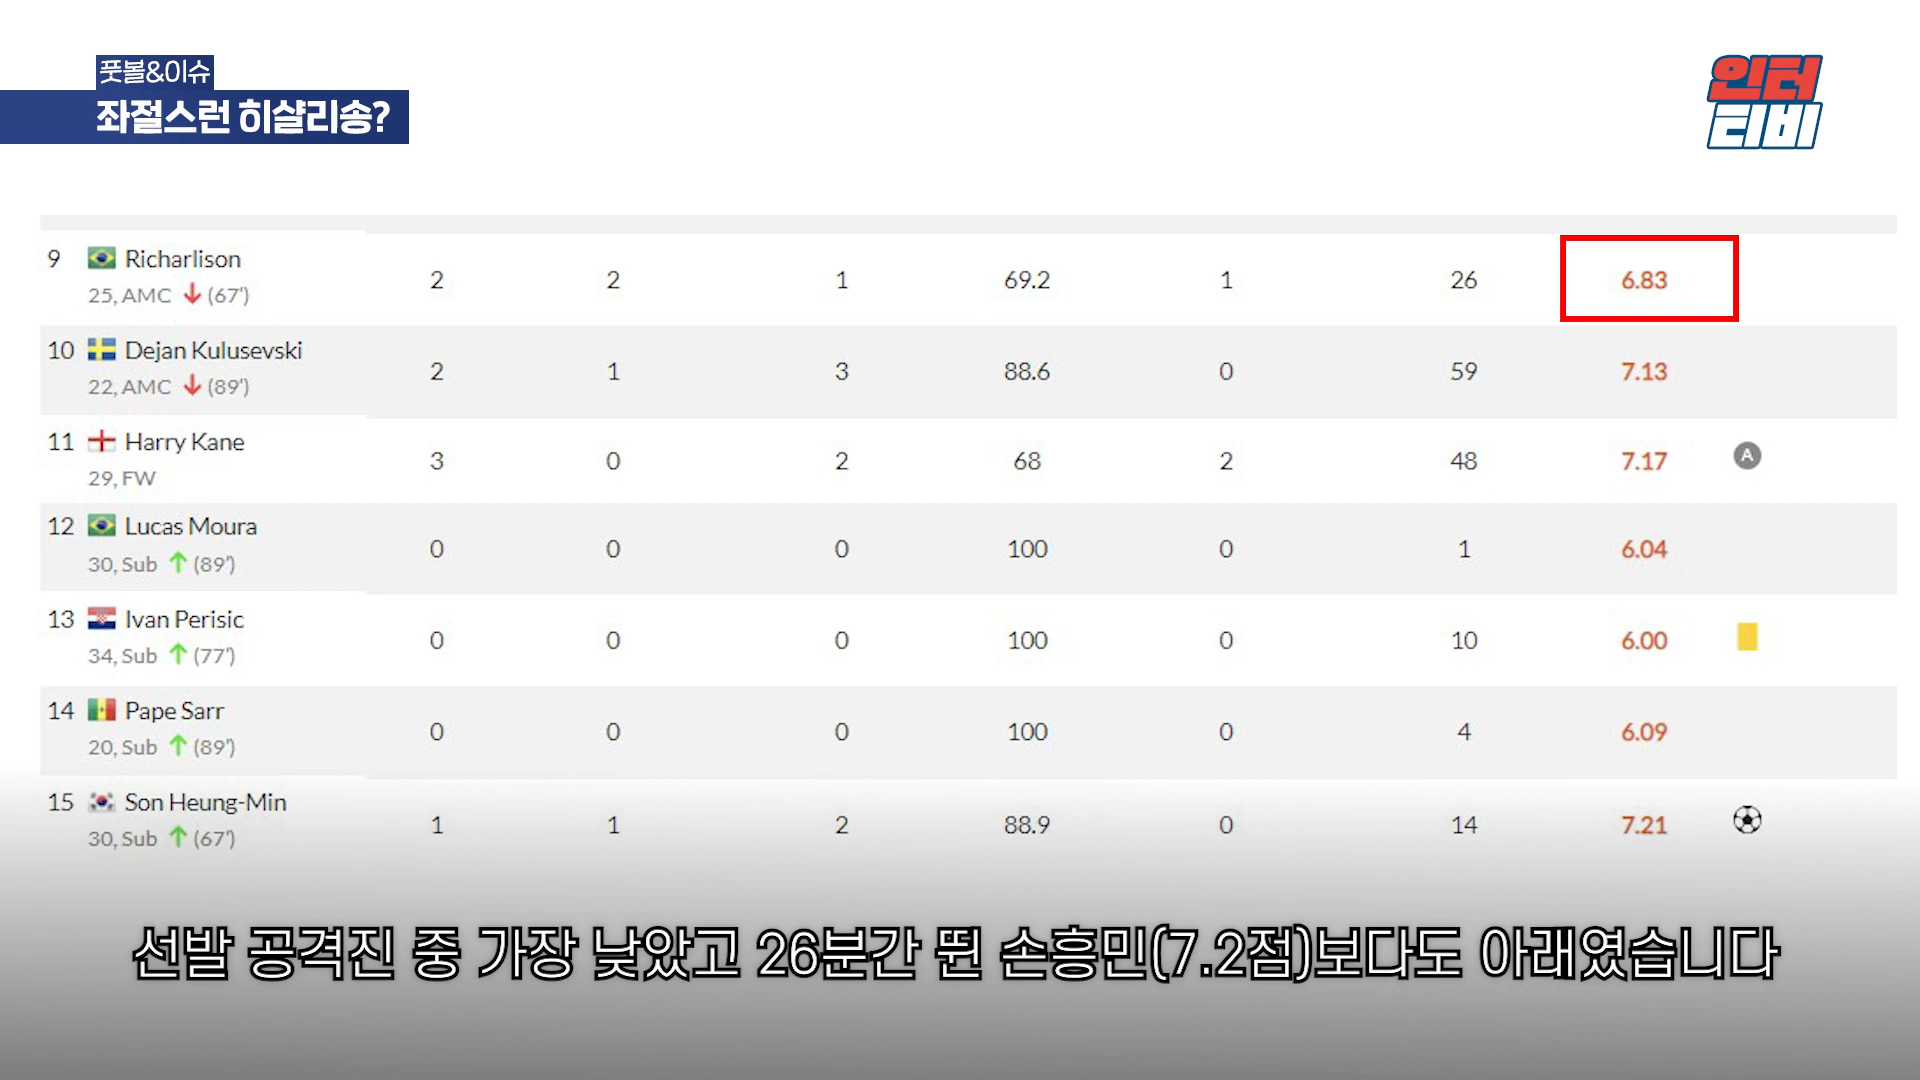 풋볼&이슈
좌절스런 히샬리송?
인터
티비
9 Richarlison
25, AMC (67') 2 2 1 69.2 1 26 6.83
10 Dejan Kulusevski
22, AMC (89') 2 1 3 88.6 0 59 7.13
11 Harry Kane
29, FW 3 0 2 68 2 48 7.17 A
12 Lucas Moura
30, Sub (89') 0 0 0 100 0 1 6.04
13 Ivan Perisic
34, Sub (77') 0 0 0 100 0 10 6.00
14 Pape Sarr
20, Sub (89') 0 0 0 100 0 4 6.09
15 Son Heung-Min
30, Sub (67') 1 1 2 88.9 0 14 7.21
선발 공격진 중 가장 낮았고 26분간 뛴 손흥민(7.2점)보다도 아래였습니다